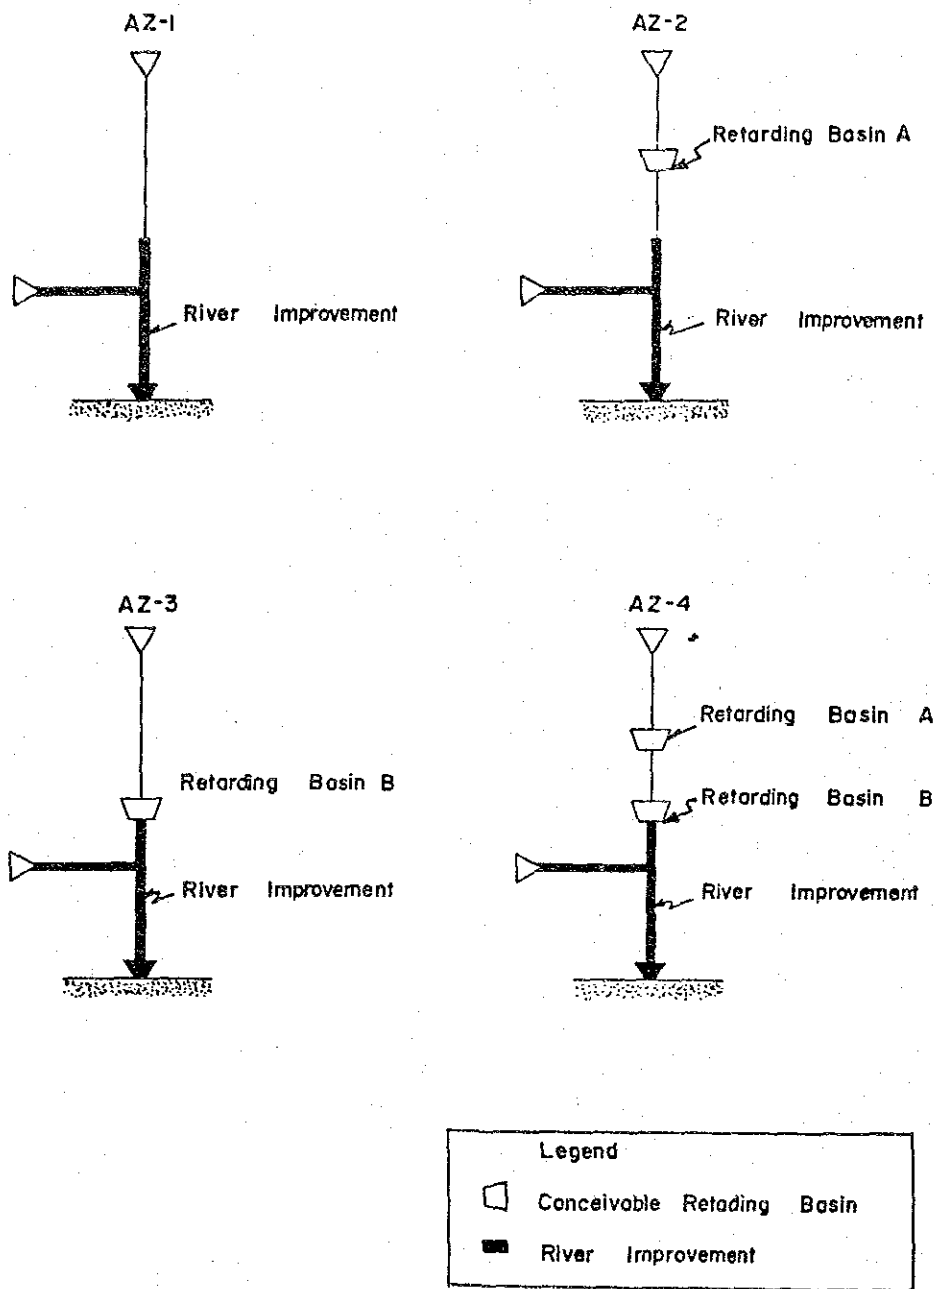 AZ-1
River Improvement
AZ-2
Retarding Basin A
River Improvement
AZ-3
Retarding Basin B
River Improvement
AZ-4
Retarding Basin A
Retarding Basin B
River Improvement
Legend
Conceivable Retading Basin
River Improvement